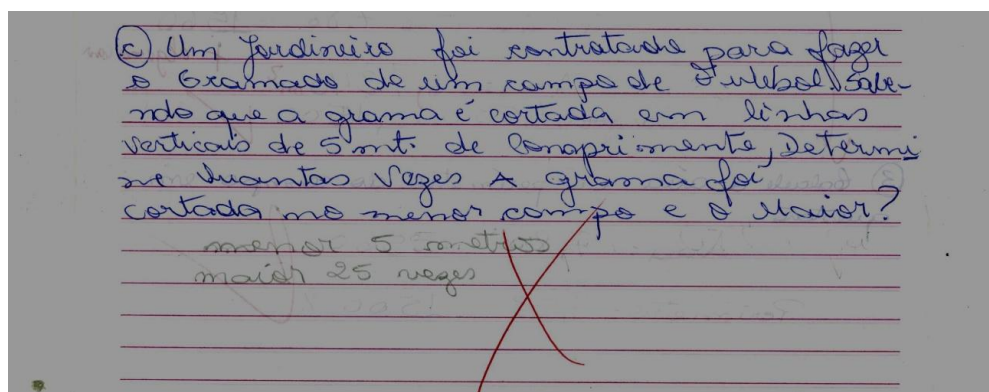 c) Um Jardineiro foi contratado para fazer
o Gramado de um campo de Futebol. Sabe-
ndo que a grama é cortada em linhas
verticais de 5 mt. de Comprimento, Determi
ne Quantas Vezes A grama foi
cortada no menor campo e o Maior?
menor 5 metros
maior 25 vezes